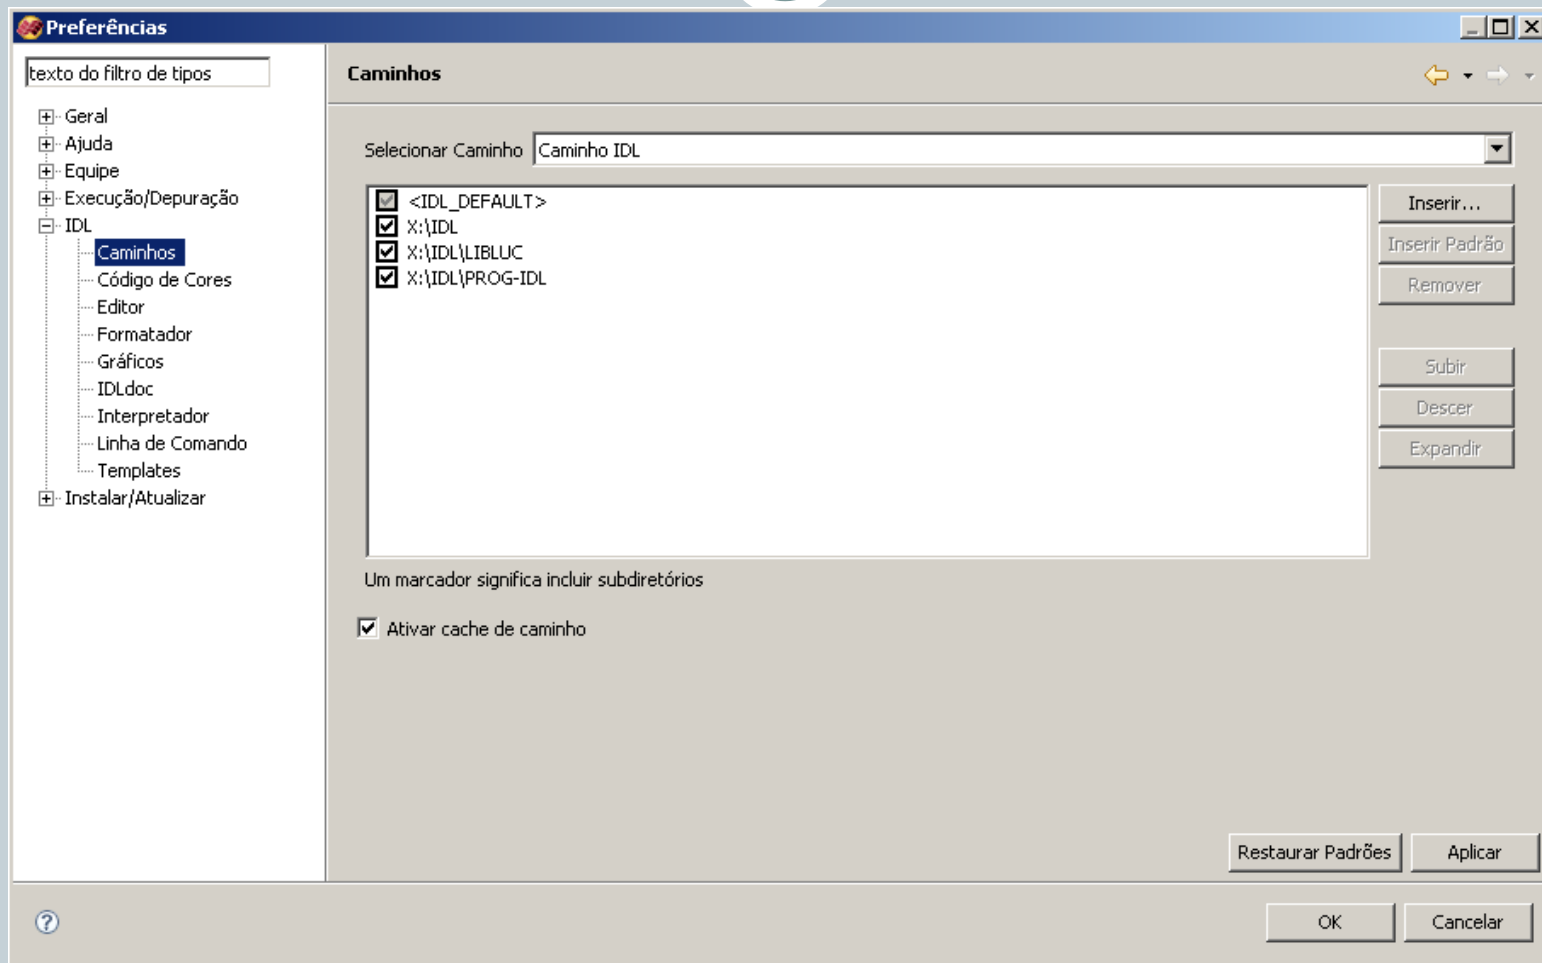 Preferências
texto do filtro de tipos
Geral
Ajuda
Equipe
Execução/Depuração
IDL
Caminhos
Código de Cores
Editor
Formatador
Gráficos
IDLdoc
Interpretador
Linha de Comando
Templates
Instalar/Atualizar
Caminhos
Selecionar Caminho Caminho IDL
<IDL_DEFAULT>
X:\IDL
X:\IDL\LIBLUC
X:\IDL\PROG-IDL
Inserir...
Inserir Padrão
Remover
Subir
Descer
Expandir
Um marcador significa incluir subdiretórios
Ativar cache de caminho
Restaurar Padrões Aplicar
? OK Cancelar